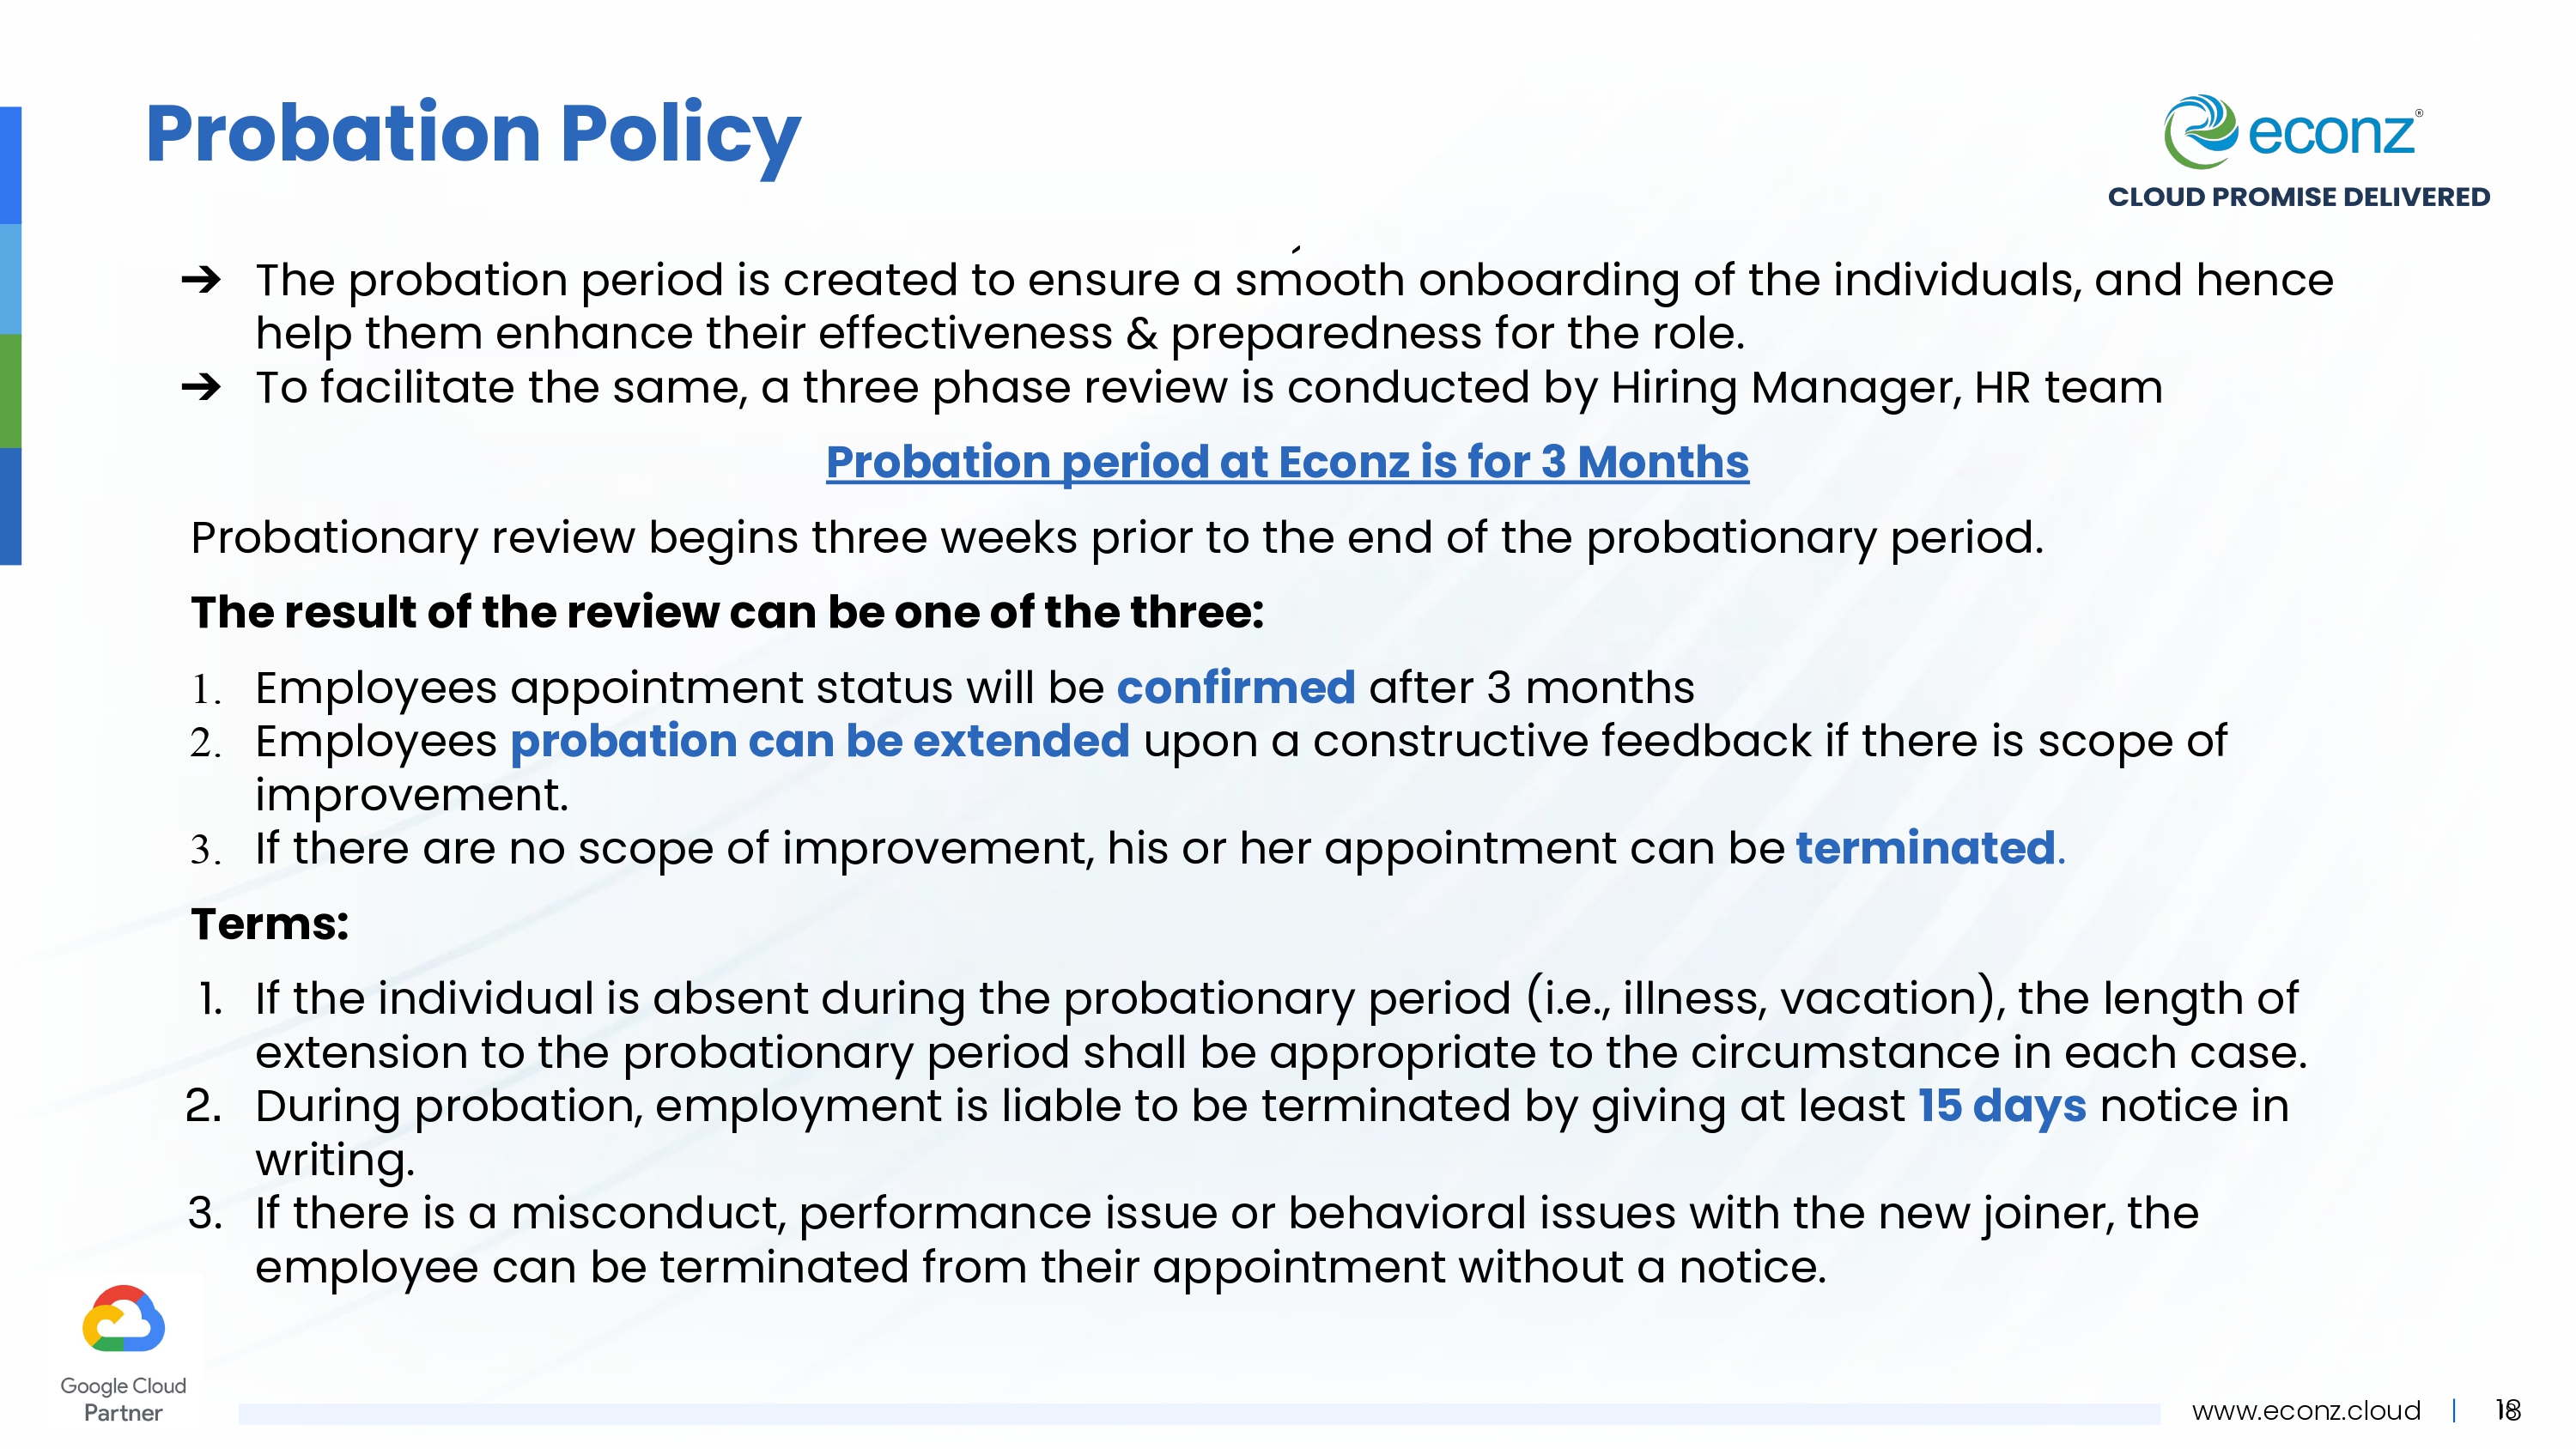 Probation Policy
econz®
CLOUD PROMISE DELIVERED
➔ The probation period is created to ensure a smooth onboarding of the individuals, and hence
help them enhance their effectiveness & preparedness for the role.
➔ To facilitate the same, a three phase review is conducted by Hiring Manager, HR team
Probation period at Econz is for 3 Months
Probationary review begins three weeks prior to the end of the probationary period.
The result of the review can be one of the three:
1. Employees appointment status will be confirmed after 3 months
2. Employees probation can be extended upon a constructive feedback if there is scope of
improvement.
3. If there are no scope of improvement, his or her appointment can be terminated.
Terms:
1. If the individual is absent during the probationary period (i.e., illness, vacation), the length of
extension to the probationary period shall be appropriate to the circumstance in each case.
2. During probation, employment is liable to be terminated by giving at least 15 days notice in
writing.
3. If there is a misconduct, performance issue or behavioral issues with the new joiner, the
employee can be terminated from their appointment without a notice.
Google Cloud
Partner
www.econz.cloud |